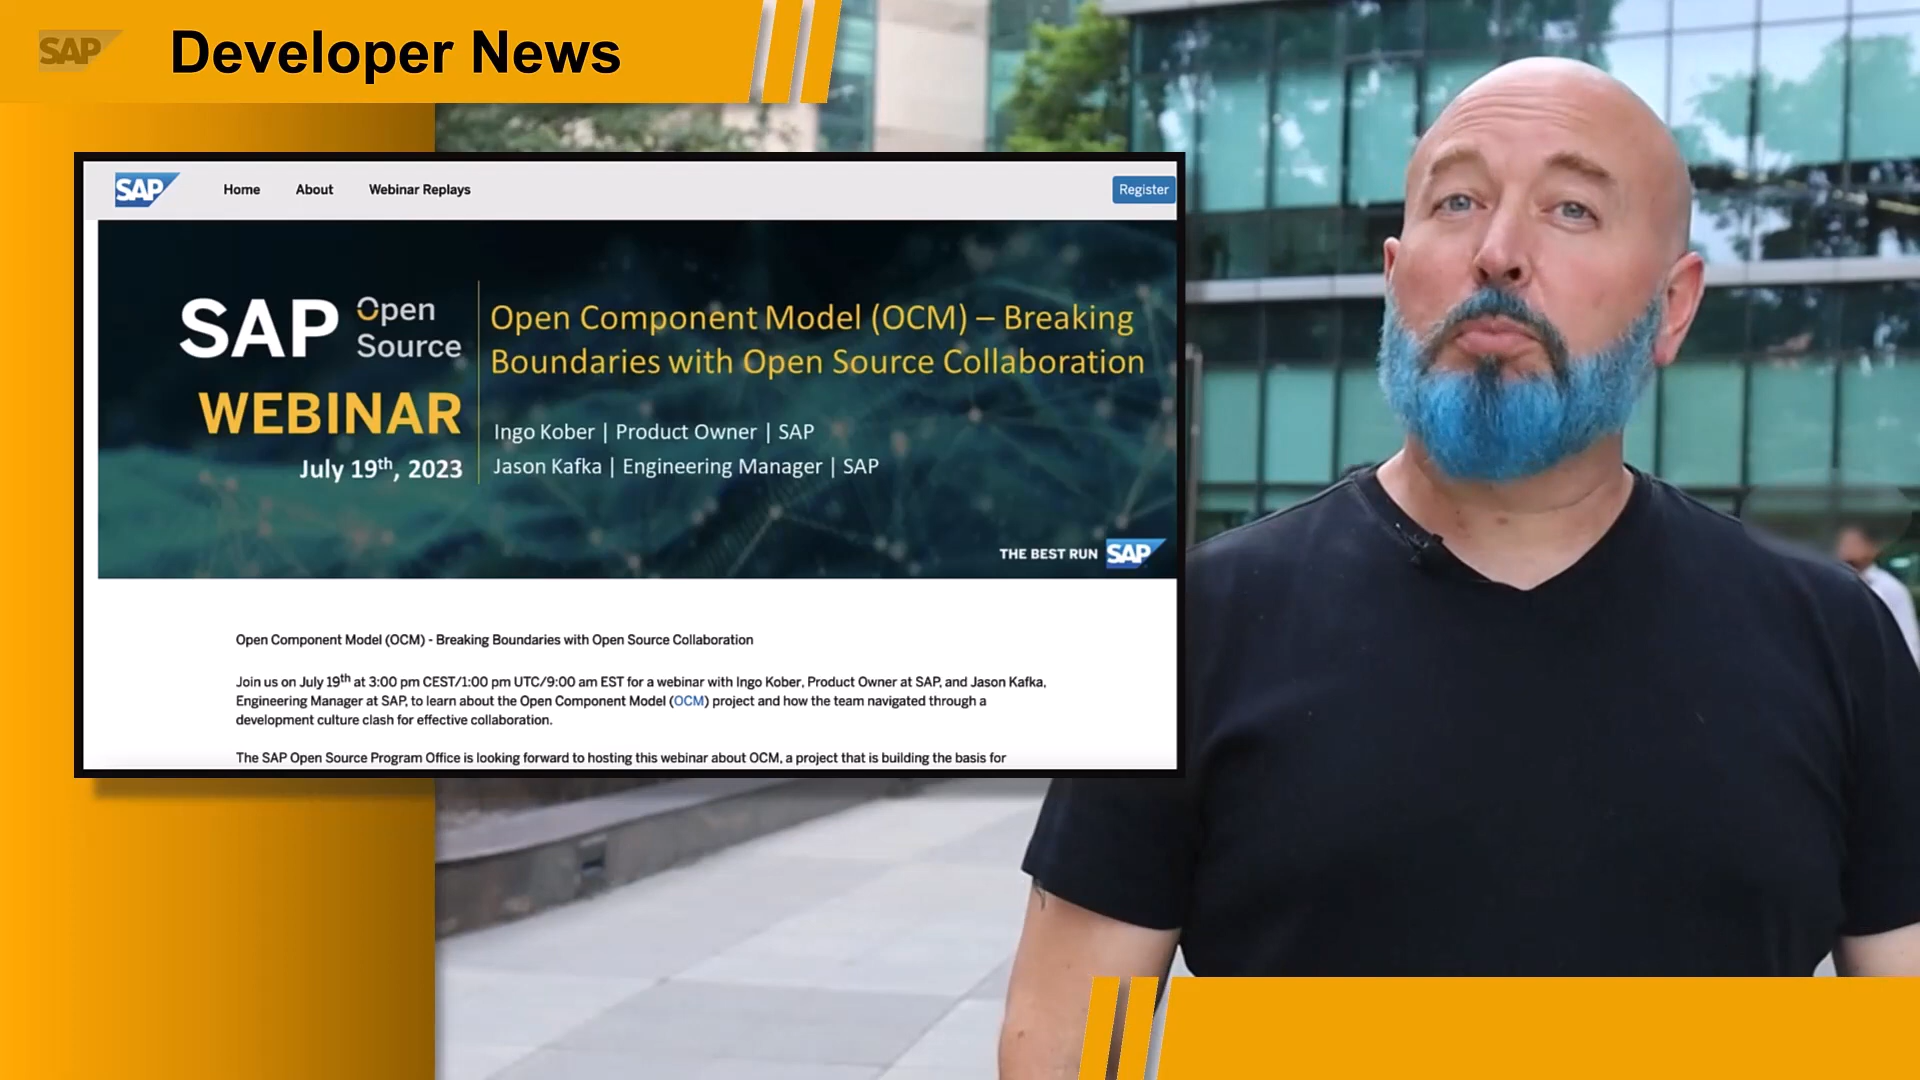 SAP Developer News
SAP Home About Webinar Replays Register
SAP Open Source
WEBINAR
July 19th, 2023
Open Component Model (OCM) – Breaking
Boundaries with Open Source Collaboration
Ingo Kober | Product Owner | SAP
Jason Kafka | Engineering Manager | SAP
THE BEST RUN SAP
Open Component Model (OCM) - Breaking Boundaries with Open Source Collaboration
Join us on July 19th at 3:00 pm CEST/1:00 pm UTC/9:00 am EST for a webinar with Ingo Kober, Product Owner at SAP, and Jason Kafka,
Engineering Manager at SAP, to learn about the Open Component Model (OCM) project and how the team navigated through a
development culture clash for effective collaboration.
The SAP Open Source Program Office is looking forward to hosting this webinar about OCM, a project that is building the basis for